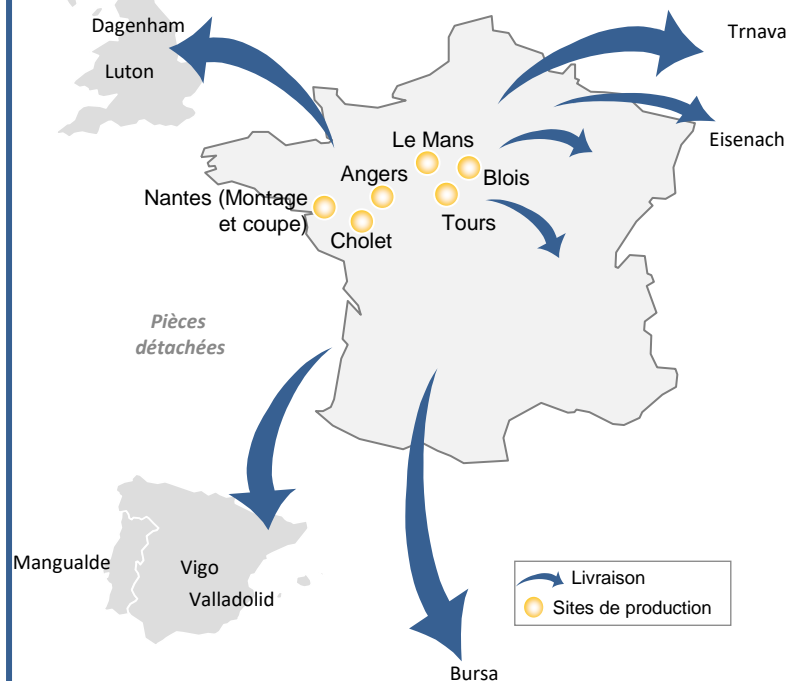 Dagenham
Luton
Trnava
Eisenach
Le Mans
Angers
Blois
Nantes (Montage
et coupe)
Cholet
Tours
Pièces
détachées
Mangualde
Vigo
Valladolid
Livraison
Sites de production
Bursa